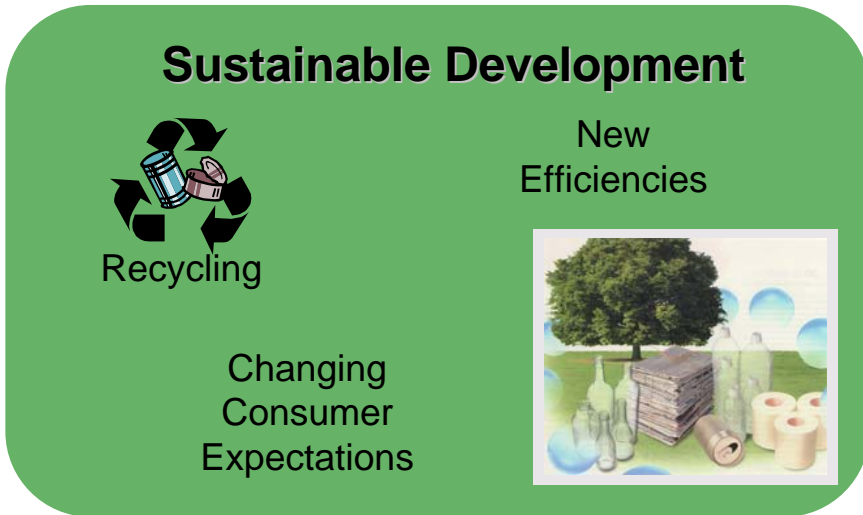 Sustainable Development
New
Efficiencies
Recycling
Changing
Consumer
Expectations